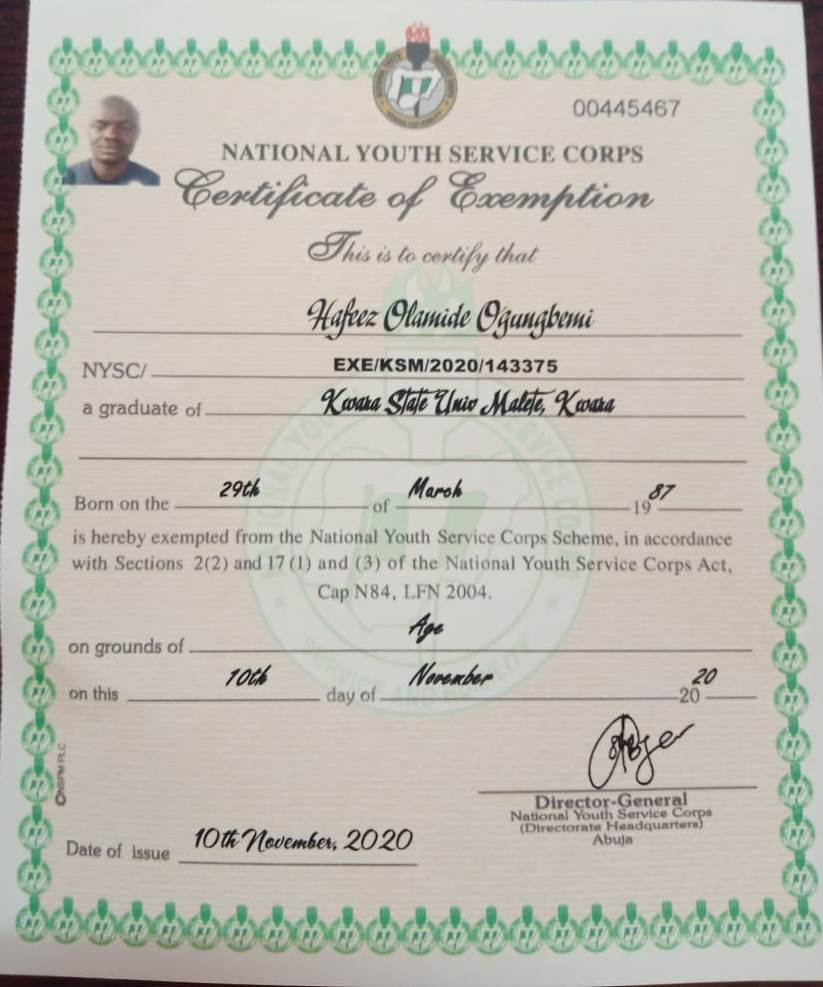 00445467
NATIONAL YOUTH SERVICE CORPS
Certificate of Exemption
This is to certify that
Hafeez Olamide Ogungbemi
NYSC/ EXE/KSM/2020/143375
a graduate of Kwara State Univ Malete, Kwara
Born on the 29th of March 1987
is hereby exempted from the National Youth Service Corps Scheme, in accordance
with Sections 2(2) and 17 (1) and (3) of the National Youth Service Corps Act,
Cap N84, LFN 2004.
on grounds of Age
on this 10th day of November 2020
Director-General
National Youth Service Corps
(Directorate Headquarters)
Abuja
Date of issue 10th November, 2020
©NSPM PLC